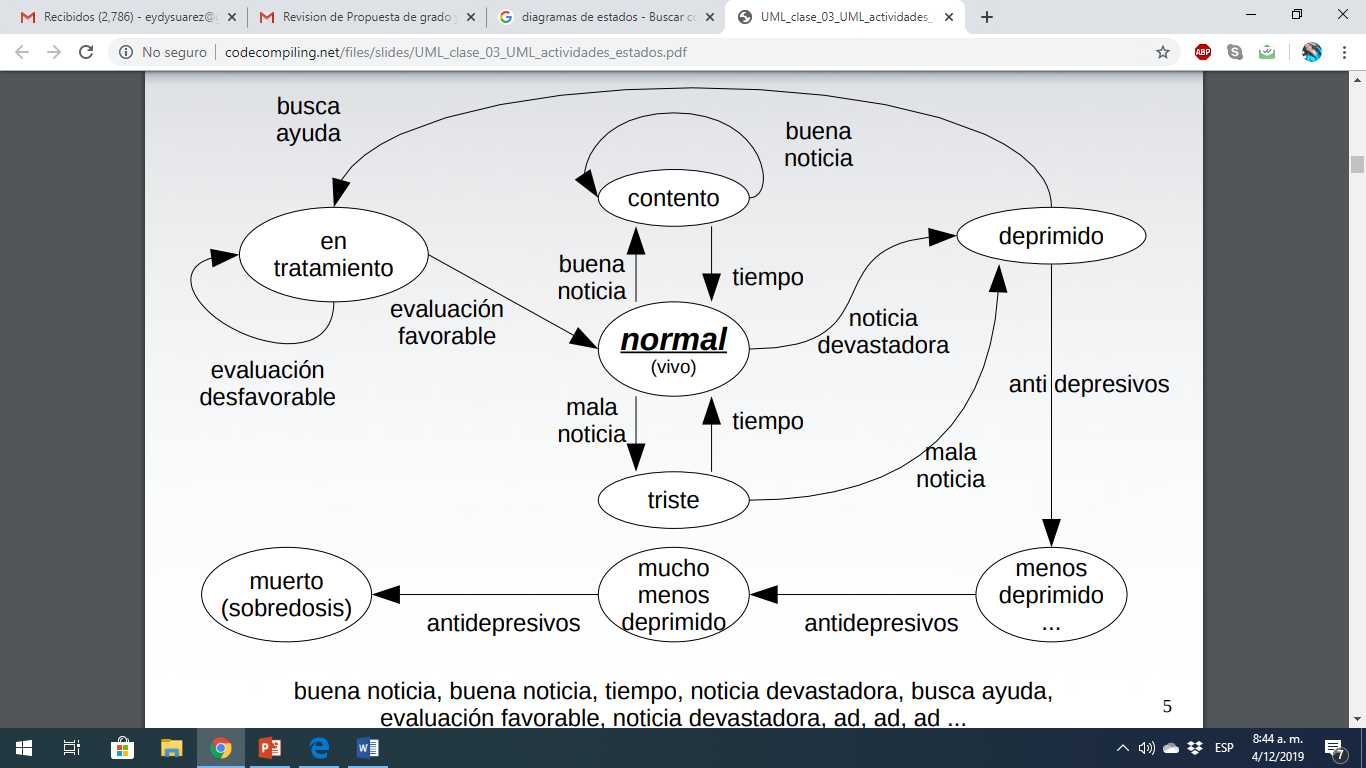 Recibidos (2,786) - eydysuarez@g
Revision de Propuesta de grado y
diagramas de estados - Buscar co
UML_clase_03_UML_actividades_e
No seguro | codecompiling.net/files/slides/UML_clase_03_UML_actividades_estados.pdf
ABP
busca
ayuda
buena
noticia
contento
en
tratamiento
deprimido
buena
noticia
tiempo
evaluación
favorable
normal
(vivo)
noticia
devastadora
evaluación
desfavorable
anti depresivos
mala
noticia
tiempo
mala
noticia
triste
muerto
(sobredosis)
mucho
menos
deprimido
menos
deprimido
...
antidepresivos
antidepresivos
buena noticia, buena noticia, tiempo, noticia devastadora, busca ayuda,
evaluación favorable, noticia devastadora, ad, ad, ad ...
5
ESP
8:44 a. m.
4/12/2019
7